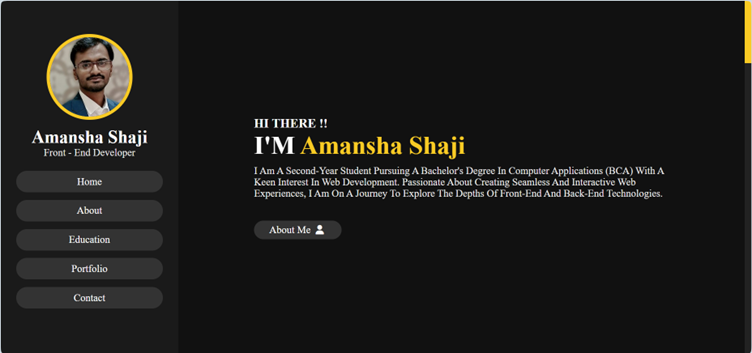 Amansha Shaji
Front - End Developer
Home
About
Education
Portfolio
Contact
HI THERE !!
I'M Amansha Shaji
I Am A Second-Year Student Pursuing A Bachelor's Degree In Computer Applications (BCA) With A
Keen Interest In Web Development. Passionate About Creating Seamless And Interactive Web
Experiences, I Am On A Journey To Explore The Depths Of Front-End And Back-End Technologies.
About Me